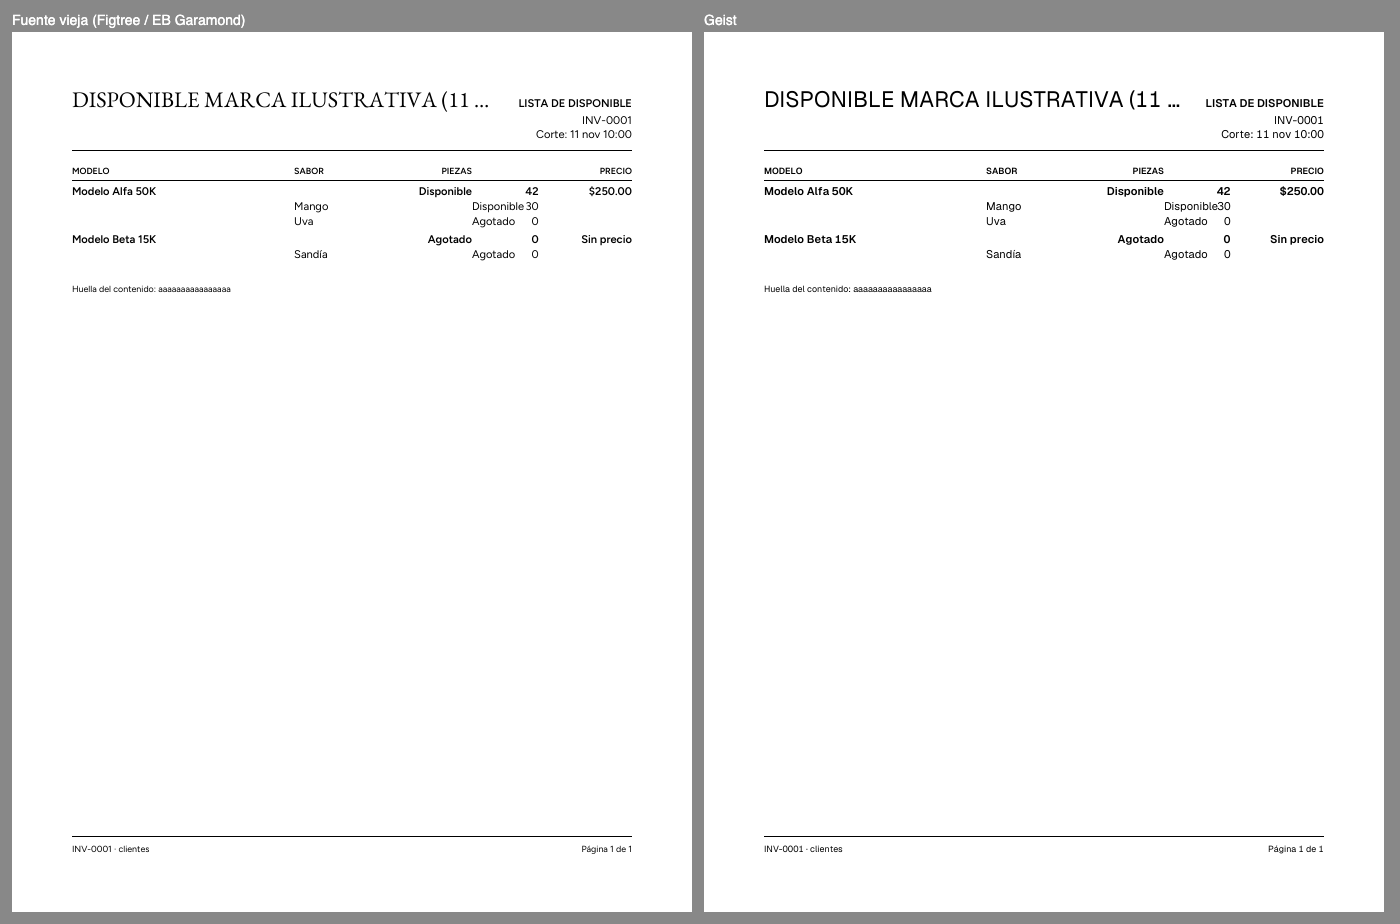 Fuente vieja (Figtree / EB Garamond)
DISPONIBLE MARCA ILUSTRATIVA (11 ...
LISTA DE DISPONIBLE
INV-0001
Corte: 11 nov 10:00
MODELO SABOR PIEZAS PRECIO
Modelo Alfa 50K Disponible 42 $250.00
Mango Disponible 30
Uva Agotado 0
Modelo Beta 15K Agotado 0 Sin precio
Sandía Agotado 0
Huella del contenido: aaaaaaaaaaaaaaaa
INV-0001 · clientes Página 1 de 1
Geist
DISPONIBLE MARCA ILUSTRATIVA (11 ...
LISTA DE DISPONIBLE
INV-0001
Corte: 11 nov 10:00
MODELO SABOR PIEZAS PRECIO
Modelo Alfa 50K Disponible 42 $250.00
Mango Disponible30
Uva Agotado 0
Modelo Beta 15K Agotado 0 Sin precio
Sandía Agotado 0
Huella del contenido: aaaaaaaaaaaaaaaa
INV-0001 · clientes Página 1 de 1